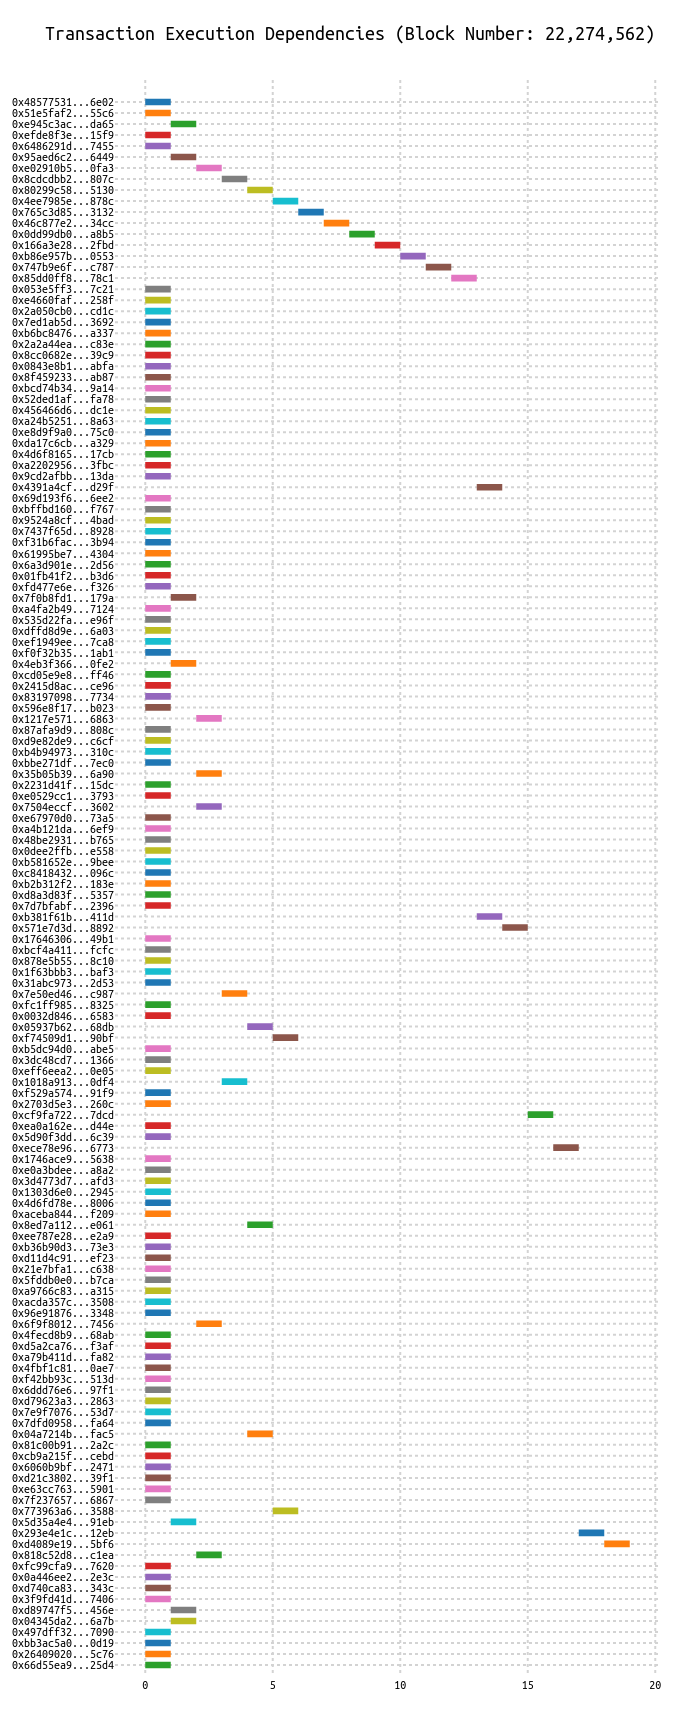 Transaction Execution Dependencies (Block Number: 22,274,562)
0x48577531...6e02
0x51e5faf2...55c6
0xe945c3ac...da65
0xefde8f3e...15f9
0x6486291d...7455
0x95aed6c2...6449
0xe02910b5...0fa3
0x8cdcdbb2...807c
0x80299c58...5130
0x4ee7985e...878c
0x765c3d85...3132
0x46c877e2...34cc
0x0dd99db0...a8b5
0x166a3e28...2fbd
0xb86e957b...0553
0x747b9e6f...c787
0x85dd0ff8...78c1
0x053e5ff3...7c21
0xe4660faf...258f
0x2a050cb0...cd1c
0x7ed1ab5d...3692
0xb6bc8476...a337
0x2a2a44ea...c83e
0x8cc0682e...39c9
0x0843e8b1...abfa
0x8f459233...ab87
0xbcd74b34...9a14
0x52ded1af...fa78
0x456466d6...dc1e
0xa24b5251...8a63
0xe8d9f9a0...75c0
0xda17c6cb...a329
0x4d6f8165...17cb
0xa2202956...3fbc
0x9cd2afbb...13da
0x4391a4cf...d29f
0x69d193f6...6ee2
0xbffbd160...f767
0x9524a8cf...4bad
0x7437f65d...8928
0xf31b6fac...3b94
0x61995be7...4304
0x6a3d901e...2d56
0x01fb41f2...b3d6
0xfd477e6e...f326
0x7f0b8fd1...179a
0xa4fa2b49...7124
0x535d22fa...e96f
0xdffd8d9e...6a03
0xef1949ee...7ca8
0xf0f32b35...1ab1
0x4eb3f366...0fe2
0xcd05e9e8...ff46
0x2415d8ac...ce96
0x83197098...7734
0x596e8f17...b023
0x1217e571...6863
0x87afa9d9...808c
0xd9e82de9...c6cf
0xb4b94973...310c
0xbbe271df...7ec0
0x35b05b39...6a90
0x2231d41f...15dc
0xe0529cc1...3793
0x7504eccf...3602
0xe67970d0...73a5
0xa4b121da...6ef9
0x48be2931...b765
0x0dee2ffb...e558
0xb581652e...9bee
0xc8418432...096c
0xb2b312f2...183e
0xd8a3d83f...5357
0x7d7bfabf...2396
0xb381f61b...411d
0x571e7d3d...8892
0x17646306...49b1
0xbcf4a411...fcfc
0x878e5b55...8c10
0x1f63bbb3...baf3
0x31abc973...2d53
0x7e50ed46...c987
0xfc1ff985...8325
0x0032d846...6583
0x05937b62...68db
0xf74509d1...90bf
0xb5dc94d0...abe5
0x3dc48cd7...1366
0xeff6eea2...0e05
0x1018a913...0df4
0xf529a574...91f9
0x2703d5e3...260c
0xcf9fa722...7dcd
0xea0a162e...d44e
0x5d90f3dd...6c39
0xece78e96...6773
0x1746ace9...5638
0xe0a3bdee...a8a2
0x3d4773d7...afd3
0x1303d6e0...2945
0x4d6fd78e...8006
0xaceba844...f209
0x8ed7a112...e061
0xee787e28...e2a9
0xb36b90d3...73e3
0xd11d4c91...ef23
0x21e7bfa1...c638
0x5fddb0e0...b7ca
0xa9766c83...a315
0xacda357c...3508
0x96e91876...3348
0x6f9f8012...7456
0x4fecd8b9...68ab
0xd5a2ca76...f3af
0xa79b411d...fa82
0x4fbf1c81...0ae7
0xf42bb93c...513d
0x6ddd76e6...97f1
0xd79623a3...2863
0x7e9f7076...53d7
0x7dfd0958...fa64
0x04a7214b...fac5
0x81c00b91...2a2c
0xcb9a215f...cebd
0x6060b9bf...2471
0xd21c3802...39f1
0xe63cc763...5901
0x7f237657...6867
0x773963a6...3588
0x5d35a4e4...91eb
0x293e4e1c...12eb
0xd4089e19...5bf6
0x818c52d8...c1ea
0xfc99cfa9...7620
0x0a446ee2...2e3c
0xd740ca83...343c
0x3f9fd41d...7406
0xd89747f5...456e
0x04345da2...6a7b
0x497dff32...7090
0xbb3ac5a0...0d19
0x26409020...5c76
0x66d55ea9...25d4
0 5 10 15 20